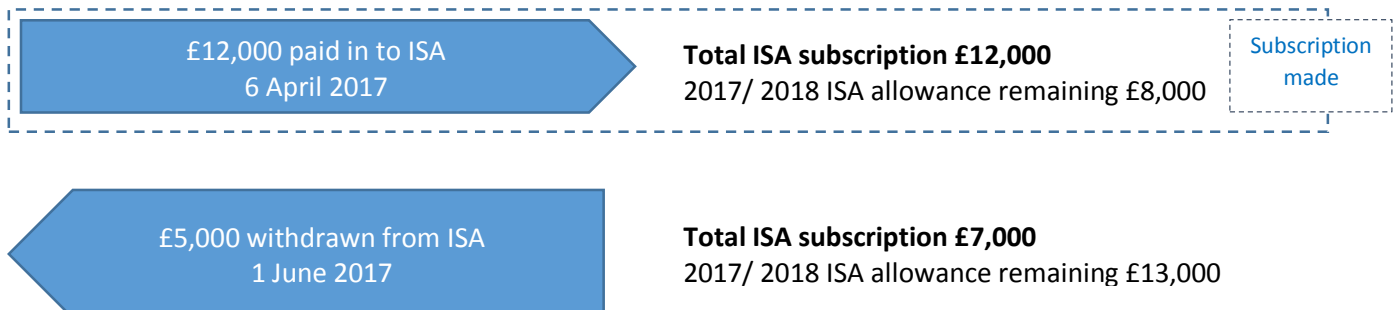 £12,000 paid in to ISA
6 April 2017
Total ISA subscription £12,000
2017/ 2018 ISA allowance remaining £8,000
Subscription
made
£5,000 withdrawn from ISA
1 June 2017
Total ISA subscription £7,000
2017/ 2018 ISA allowance remaining £13,000